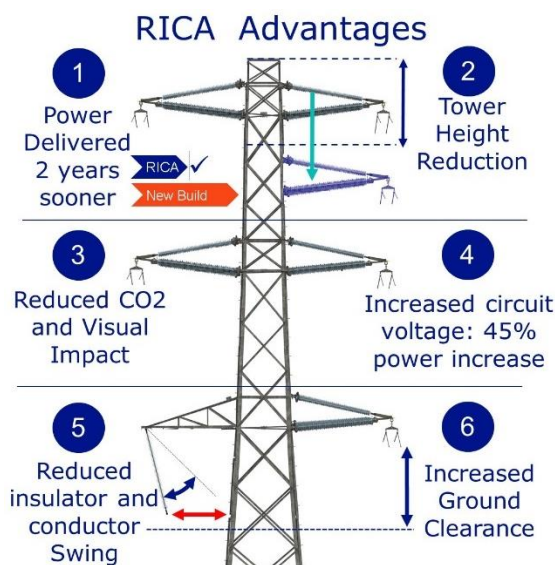 RICA Advantages
1
Power
Delivered
2 years
sooner
RICA
New Build
2
Tower
Height
Reduction
3
Reduced CO2
and Visual
Impact
4
Increased circuit
voltage: 45%
power increase
5
Reduced
insulator and
conductor
Swing
6
Increased
Ground
Clearance